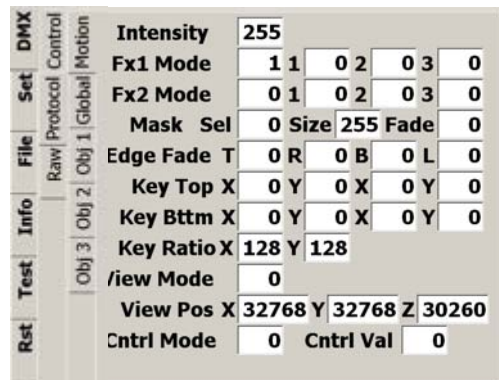 DMX
Set
File
Info
Test
Rst
Control
Protocol
Raw
Motion
Global
Obj 1
Obj 2
Obj 3
Intensity 255
Fx1 Mode 1 1 0 2 0 3 0
Fx2 Mode 0 1 0 2 0 3 0
Mask Sel 0 Size 255 Fade 0
Edge Fade T 0 R 0 B 0 L 0
Key Top X 0 Y 0 X 0 Y 0
Key Bttm X 0 Y 0 X 0 Y 0
Key Ratio X 128 Y 128
View Mode 0
View Pos X 32768 Y 32768 Z 30260
Cntrl Mode 0 Cntrl Val 0